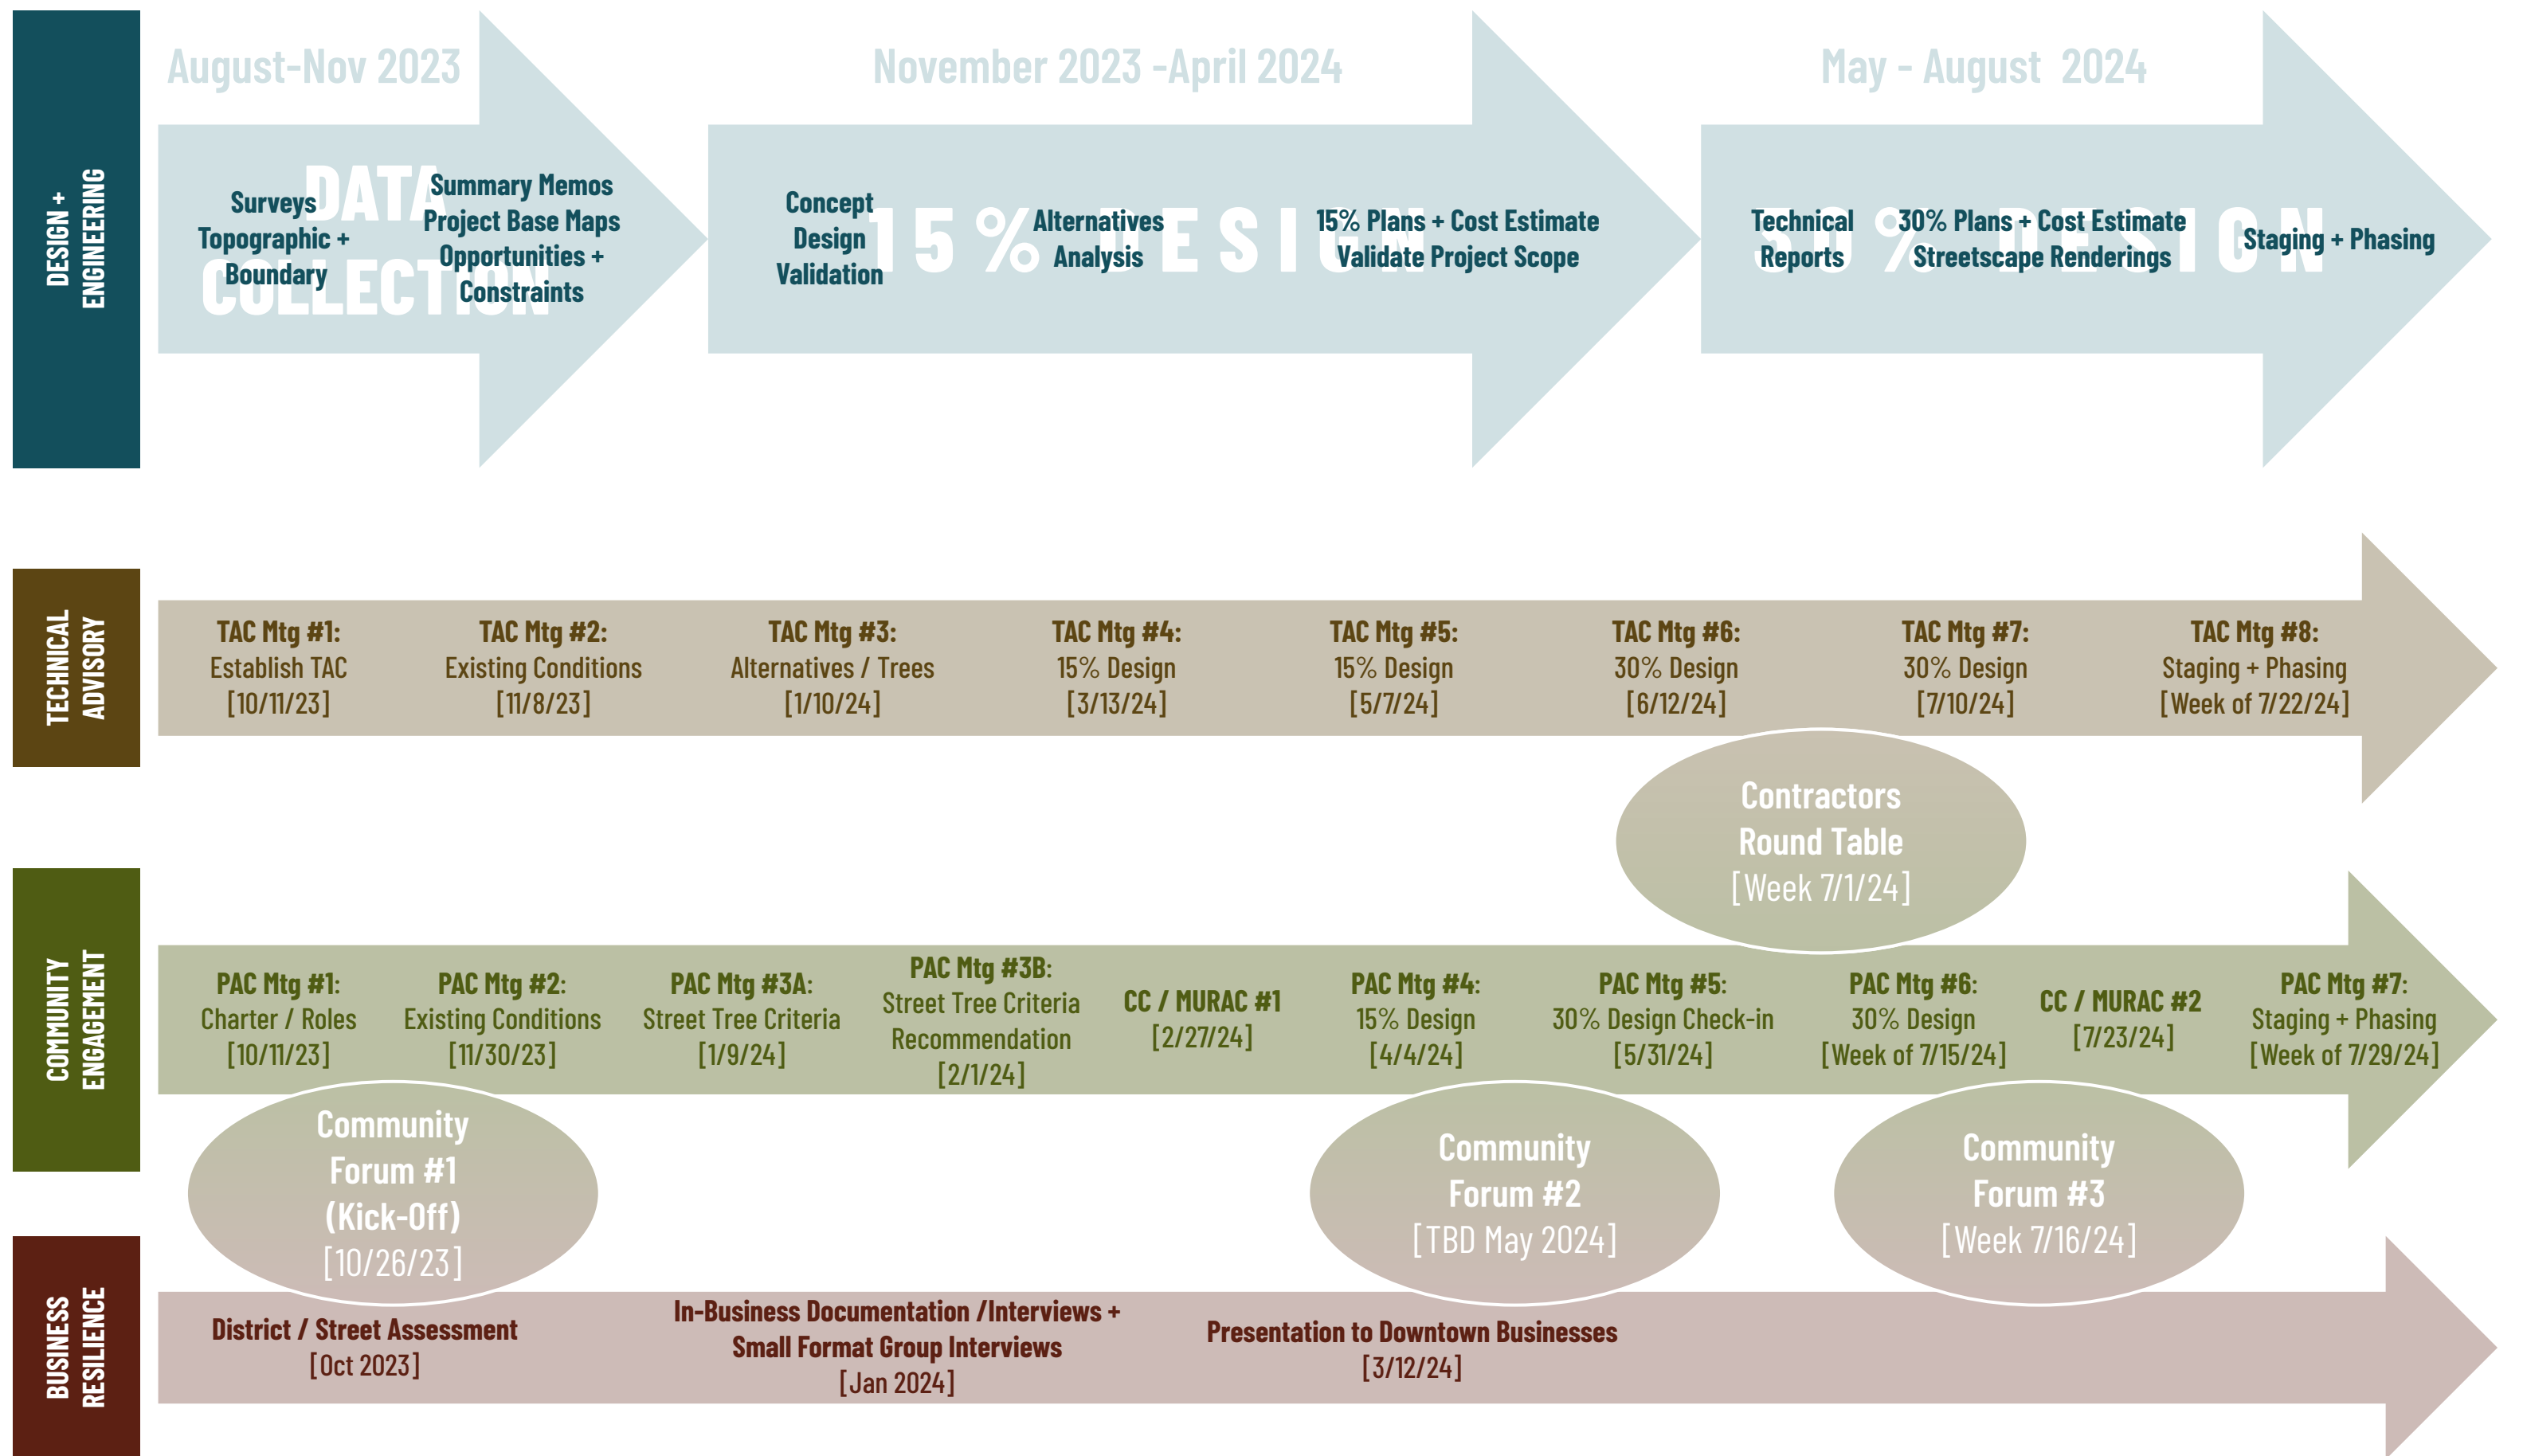 DESIGN +
ENGINEERING
August-Nov 2023
DATA
COLLECTION
Surveys
Topographic +
Boundary
Summary Memos
Project Base Maps
Opportunities +
Constraints
November 2023 -April 2024
15% DESIGN
Concept
Design
Validation
Alternatives
Analysis
15% Plans + Cost Estimate
Validate Project Scope
May - August 2024
30% DESIGN
Technical
Reports
30% Plans + Cost Estimate
Streetscape Renderings
Staging + Phasing
TECHNICAL
ADVISORY
TAC Mtg #1:
Establish TAC
[10/11/23]
TAC Mtg #2:
Existing Conditions
[11/8/23]
TAC Mtg #3:
Alternatives / Trees
[1/10/24]
TAC Mtg #4:
15% Design
[3/13/24]
TAC Mtg #5:
15% Design
[5/7/24]
TAC Mtg #6:
30% Design
[6/12/24]
TAC Mtg #7:
30% Design
[7/10/24]
TAC Mtg #8:
Staging + Phasing
[Week of 7/22/24]
Contractors
Round Table
[Week 7/1/24]
COMMUNITY
ENGAGEMENT
PAC Mtg #1:
Charter / Roles
[10/11/23]
PAC Mtg #2:
Existing Conditions
[11/30/23]
PAC Mtg #3A:
Street Tree Criteria
[1/9/24]
PAC Mtg #3B:
Street Tree Criteria
Recommendation
[2/1/24]
CC / MURAC #1
[2/27/24]
PAC Mtg #4:
15% Design
[4/4/24]
PAC Mtg #5:
30% Design Check-in
[5/31/24]
PAC Mtg #6:
30% Design
[Week of 7/15/24]
CC / MURAC #2
[7/23/24]
PAC Mtg #7:
Staging + Phasing
[Week of 7/29/24]
Community
Forum #1
(Kick-Off)
[10/26/23]
Community
Forum #2
[TBD May 2024]
Community
Forum #3
[Week 7/16/24]
BUSINESS
RESILIENCE
District / Street Assessment
[Oct 2023]
In-Business Documentation /Interviews +
Small Format Group Interviews
[Jan 2024]
Presentation to Downtown Businesses
[3/12/24]